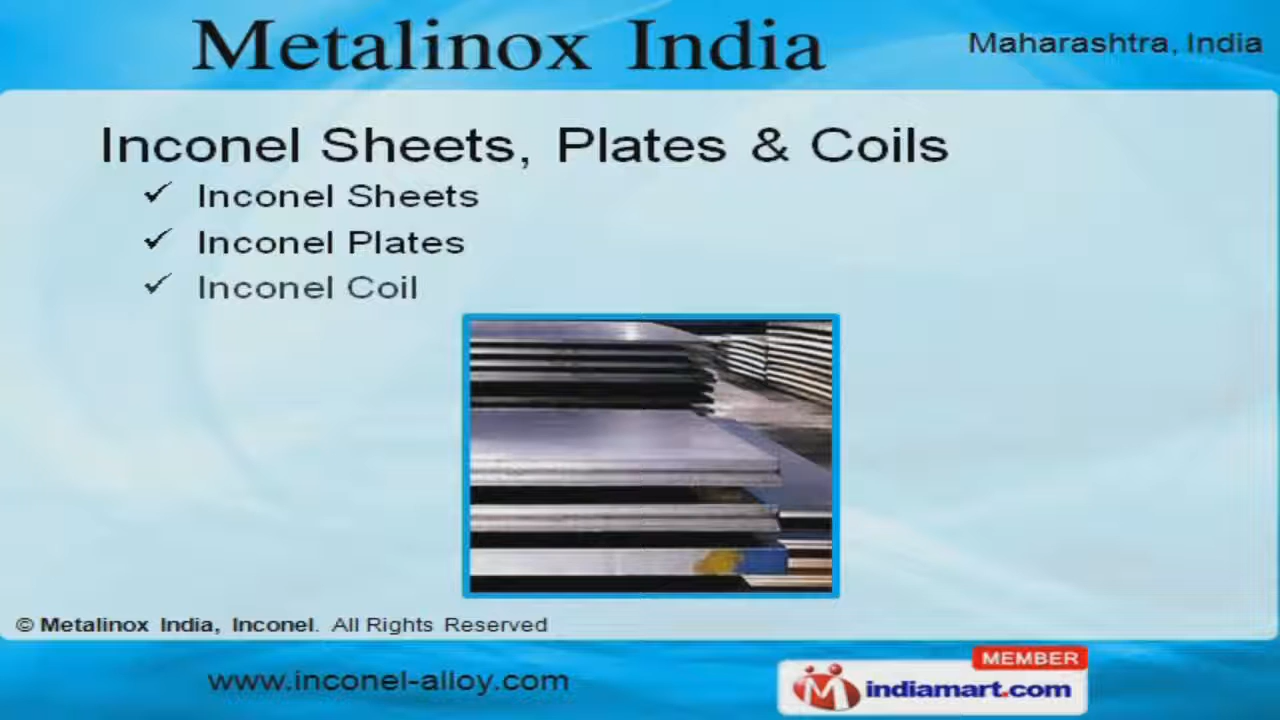 Metalinox India
Maharashtra, India
Inconel Sheets, Plates & Coils
✓ Inconel Sheets
✓ Inconel Plates
✓ Inconel Coil
© Metalinox India, Inconel. All Rights Reserved
www.inconel-alloy.com
MEMBER
indiamart.com